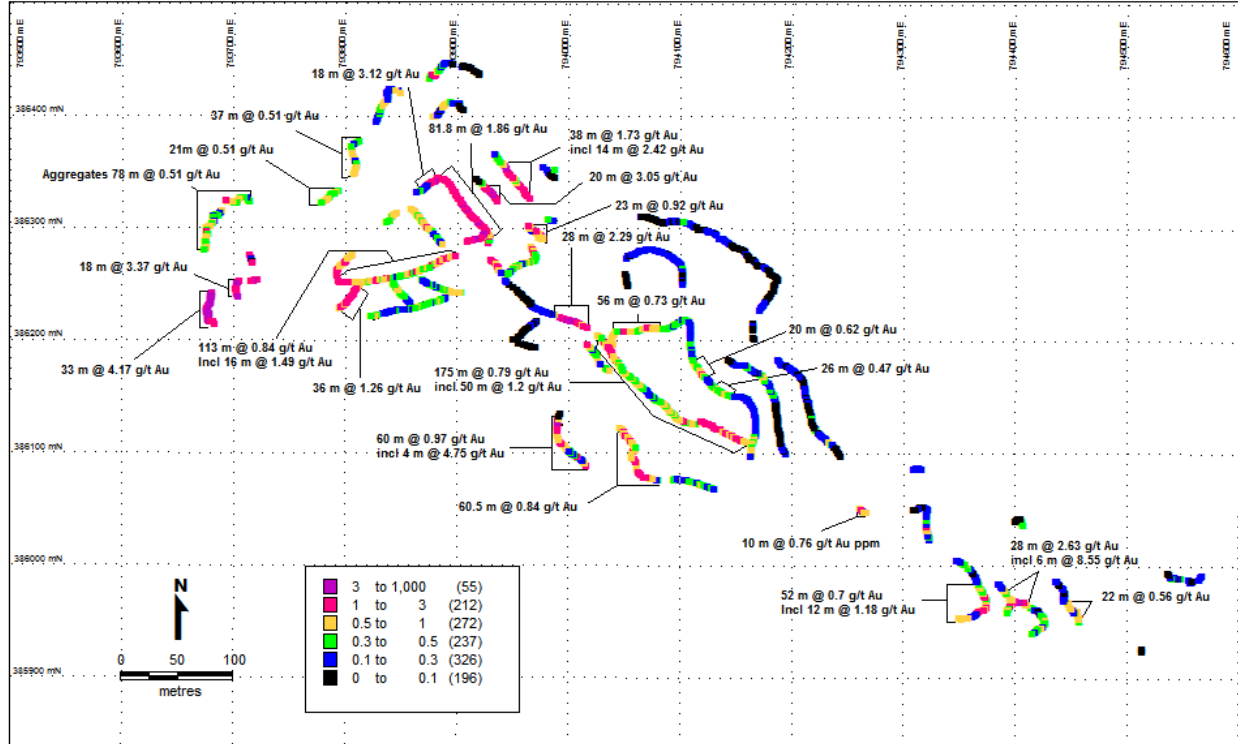 793500 mE
793600 mE
793700 mE
793800 mE
793900 mE
794000 mE
794100 mE
794200 mE
794300 mE
794400 mE
794500 mE
794600 mE
18 m @ 3.12 g/t Au
386400 mN
37 m @ 0.51 g/t Au
81.8 m @ 1.86 g/t Au
38 m @ 1.73 g/t Au
incl 14 m @ 2.42 g/t Au
21m @ 0.51 g/t Au
Aggregates 78 m @ 0.51 g/t Au
20 m @ 3.05 g/t Au
23 m @ 0.92 g/t Au
386300 mN
28 m @ 2.29 g/t Au
18 m @ 3.37 g/t Au
56 m @ 0.73 g/t Au
386200 mN
20 m @ 0.62 g/t Au
113 m @ 0.84 g/t Au
Incl 16 m @ 1.49 g/t Au
33 m @ 4.17 g/t Au
175 m @ 0.79 g/t Au
incl.50 m @ 1.2 g/t Au
26 m @ 0.47 g/t Au
36 m @ 1.26 g/t Au
386100 mN
60 m @ 0.97 g/t Au
incl 4 m @ 4.75 g/t Au
60.5 m @ 0.84 g/t Au
10 m @ 0.76 g/t Au ppm
386000 mN
28 m @ 2.63 g/t Au
incl 6 m @ 8.55 g/t Au
52 m @ 0.7 g/t Au
Incl 12 m @ 1.18 g/t Au
22 m @ 0.56 g/t Au
N
0 50 100
metres
3 to 1,000 (55)
1 to 3 (212)
0.5 to 1 (272)
0.3 to 0.5 (237)
0.1 to 0.3 (326)
0 to 0.1 (196)
385900 mN